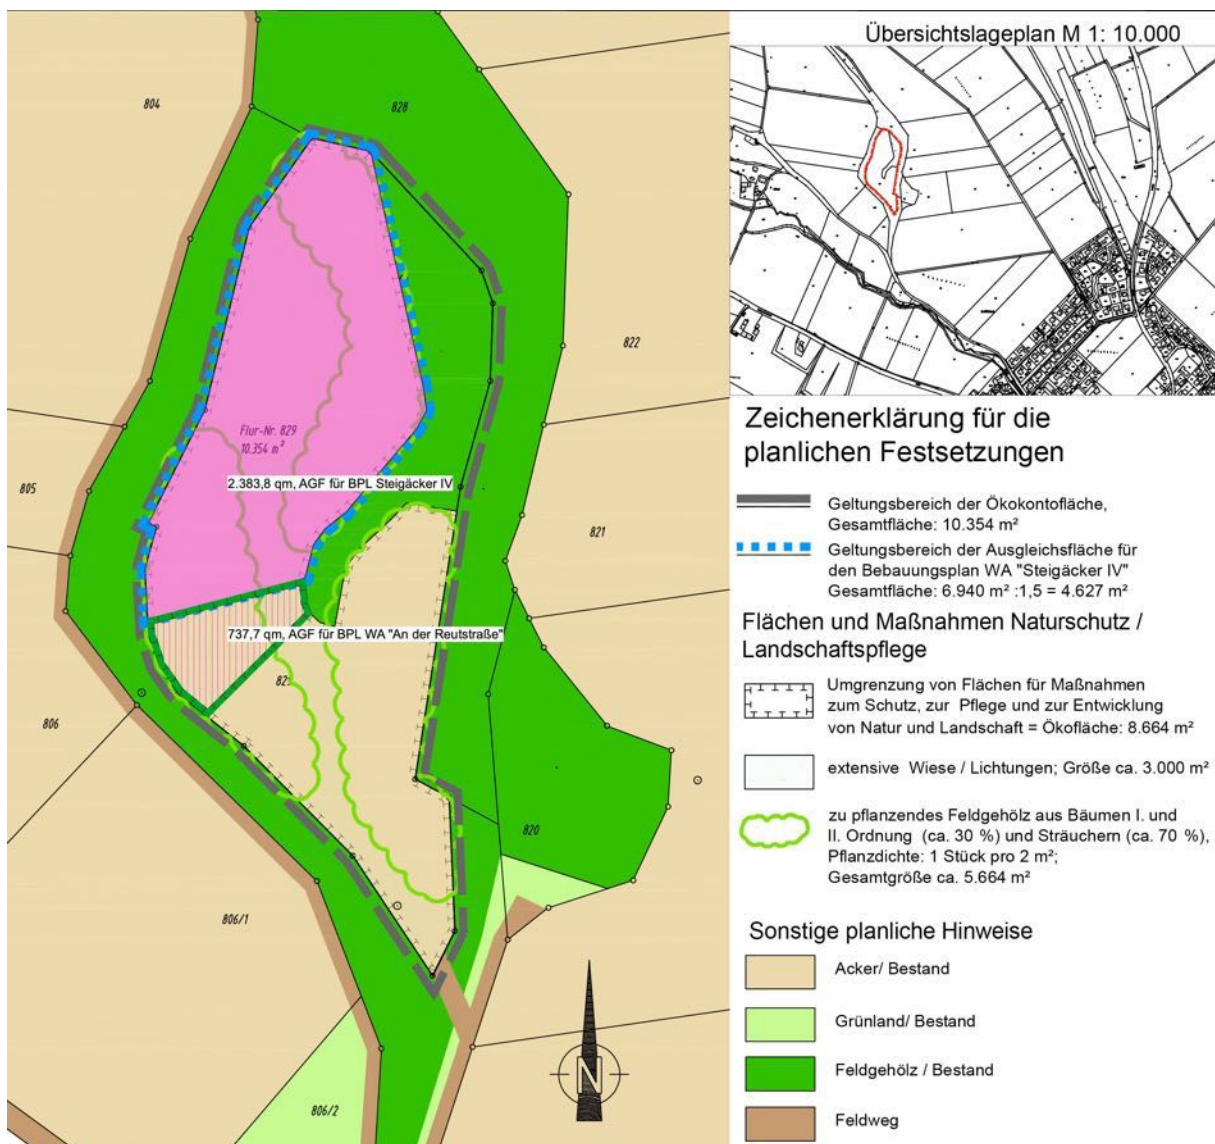 804
828
822
Flur-Nr. 829
10.354 m²
2.383,8 qm, AGF für BPL Steigäcker IV
805
821
737,7 qm, AGF für BPL WA "An der Reutstraße"
806
820
806/1
806/2
N
Übersichtslageplan M 1: 10.000
Zeichenerklärung für die
planlichen Festsetzungen
Geltungsbereich der Ökokontofläche,
Gesamtfläche: 10.354 m²
Geltungsbereich der Ausgleichsfläche für
den Bebauungsplan WA "Steigäcker IV"
Gesamtfläche: 6.940 m² :1,5 = 4.627 m²
Flächen und Maßnahmen Naturschutz /
Landschaftspflege
Umgrenzung von Flächen für Maßnahmen
zum Schutz, zur Pflege und zur Entwicklung
von Natur und Landschaft = Ökofläche: 8.664 m²
extensive Wiese / Lichtungen; Größe ca. 3.000 m²
zu pflanzendes Feldgehölz aus Bäumen I. und
II. Ordnung (ca. 30 %) und Sträuchern (ca. 70 %),
Pflanzdichte: 1 Stück pro 2 m²;
Gesamtgröße ca. 5.664 m²
Sonstige planliche Hinweise
Acker/ Bestand
Grünland/ Bestand
Feldgehölz / Bestand
Feldweg